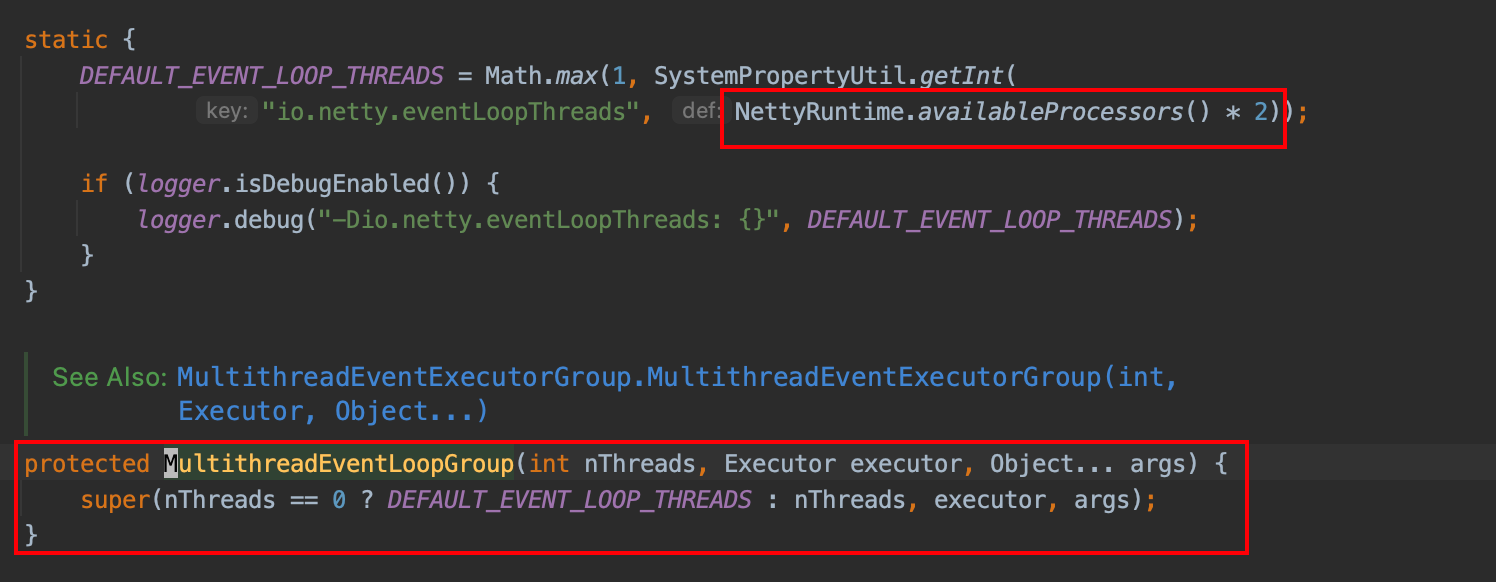 static {
DEFAULT_EVENT_LOOP_THREADS = Math.max(1, SystemPropertyUtil.getInt(
key: "io.netty.eventLoopThreads", def: NettyRuntime.availableProcessors() * 2));
if (logger.isDebugEnabled()) {
logger.debug("-Dio.netty.eventLoopThreads: {}", DEFAULT_EVENT_LOOP_THREADS);
}
}
See Also: MultithreadEventExecutorGroup.MultithreadEventExecutorGroup(int,
Executor, Object...)
protected MultithreadEventLoopGroup(int nThreads, Executor executor, Object... args) {
super(nThreads == 0 ? DEFAULT_EVENT_LOOP_THREADS : nThreads, executor, args);
}